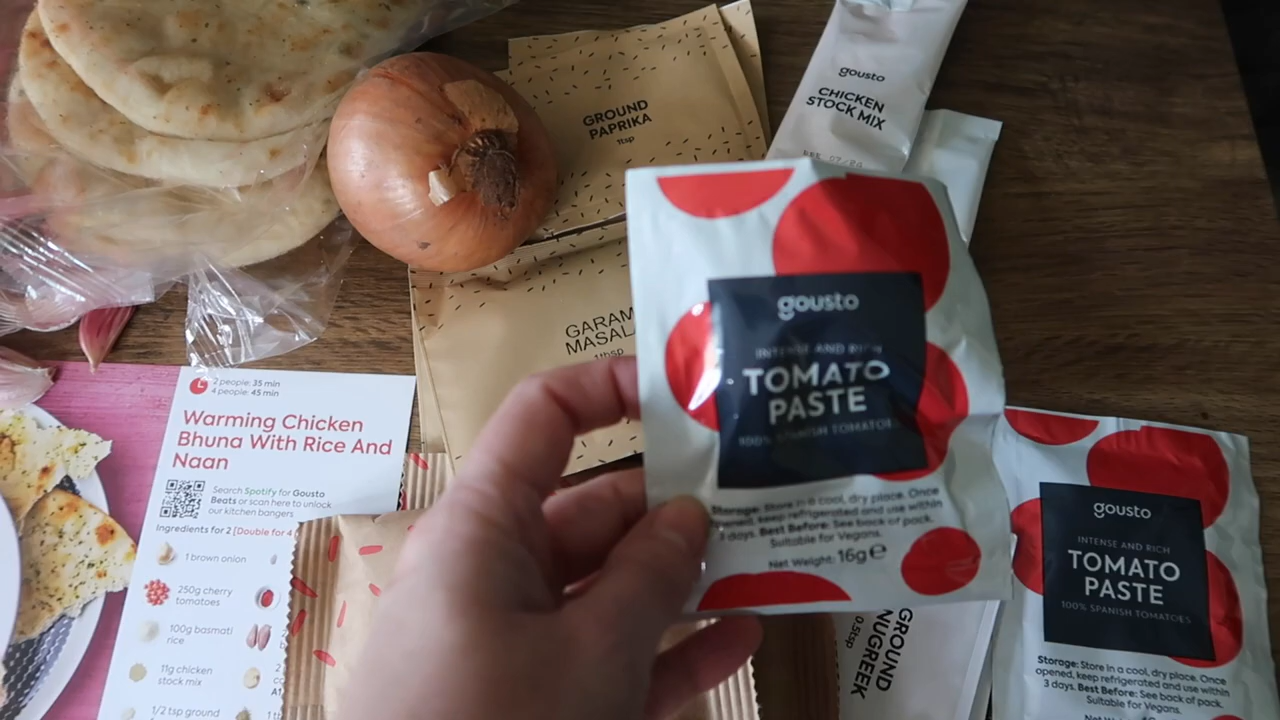 GROUND
PAPRIKA
1tsp
gousto
CHICKEN
STOCK MIX
GARAM
MASALA
1tbsp
gousto
INTENSE AND RICH
TOMATO
PASTE
100% SPANISH TOMATOES
Storage: Store in a cool, dry place. Once
opened, keep refrigerated and use within
3 days. Best Before: See back of pack.
Suitable for Vegans.
Net Weight: 16g e
gousto
INTENSE AND RICH
TOMATO
PASTE
100% SPANISH TOMATOES
Storage: Store in a cool, dry place. Once
opened, keep refrigerated and use within
3 days. Best Before: See back of pack.
Suitable for Vegans.
GROUND
NUGREEK
0.5tsp
2 people: 35 min
4 people: 45 min
Warming Chicken
Bhuna With Rice And
Naan
Search Spotify for Gousto
Beats or scan here to unlock
our kitchen bangers
Ingredients for 2 [Double for 4
1 brown onion
250g cherry
tomatoes
100g basmati
rice
11g chicken
stock mix
1/2 tsp ground